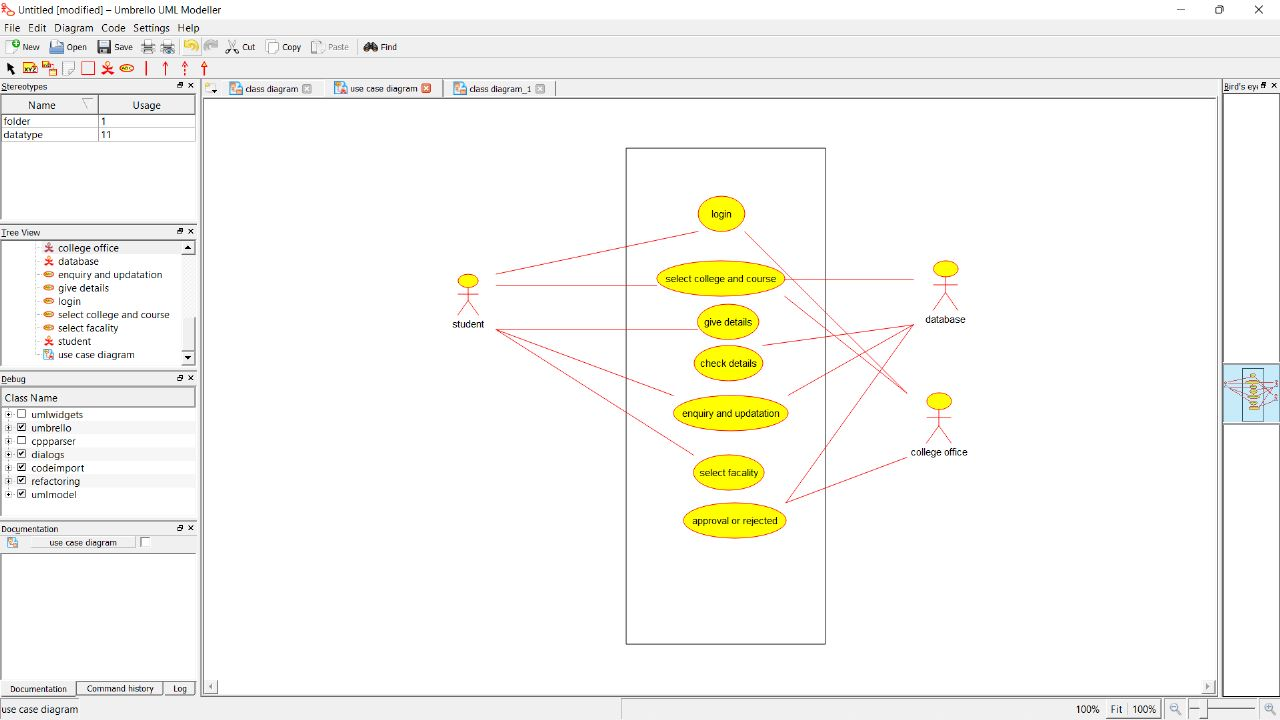 Untitled [modified] – Umbrello UML Modeller
File Edit Diagram Code Settings Help
New Open Save Cut Copy Paste Find
Stereotypes
Name Usage
folder 1
datatype 11
Tree View
college office
database
enquiry and updatation
give details
login
select college and course
select facality
student
use case diagram
Debug
Class Name
umlwidgets
umbrello
cppparser
dialogs
codeimport
refactoring
umlmodel
Documentation
use case diagram
Documentation Command history Log
use case diagram
class diagram use case diagram class diagram_1
login
select college and course
give details
check details
enquiry and updatation
select facality
approval or rejected
student
database
college office
Bird's eye
100% Fit 100%